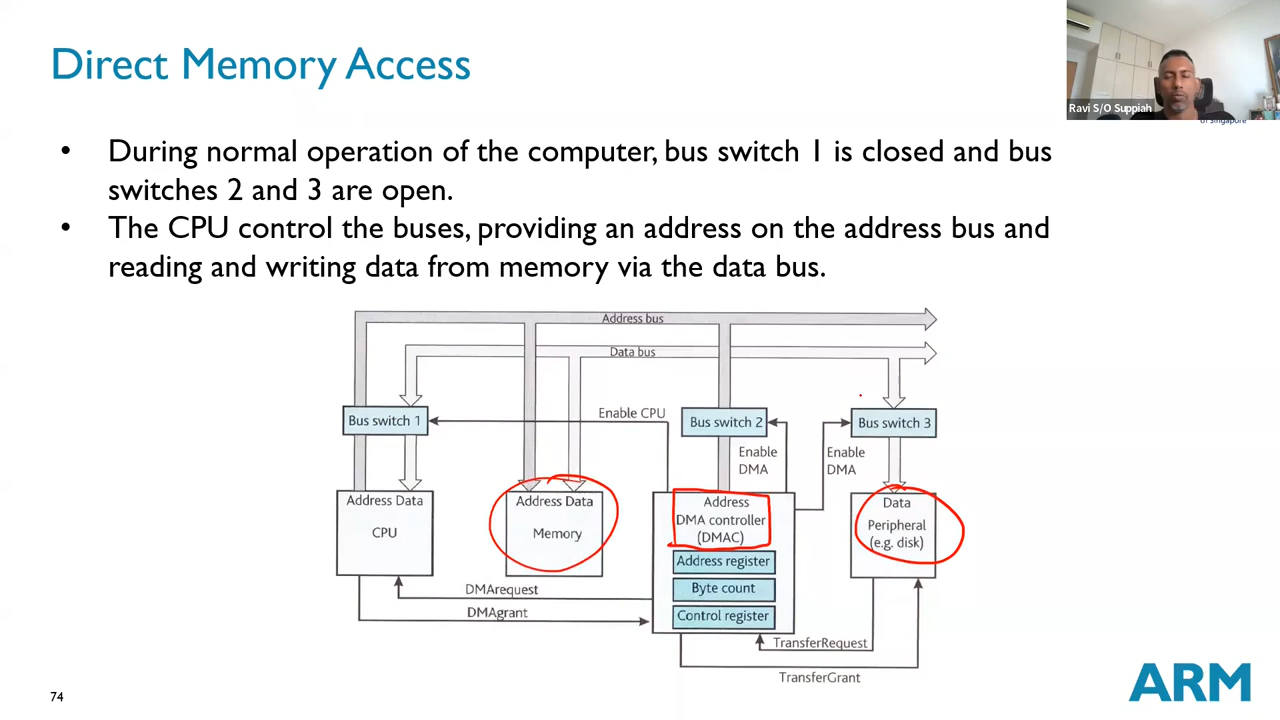 Direct Memory Access
Ravi S/O Suppiah
of Singapore
• During normal operation of the computer, bus switch 1 is closed and bus
switches 2 and 3 are open.
• The CPU control the buses, providing an address on the address bus and
reading and writing data from memory via the data bus.
Address bus
Data bus
Bus switch 1
Enable CPU
Bus switch 2
Bus switch 3
Enable
DMA
Enable
DMA
Address Data
CPU
Address Data
Memory
Address
DMA controller
(DMAC)
Address register
Byte count
Control register
Data
Peripheral
(e.g. disk)
DMArequest
DMAgrant
TransferRequest
TransferGrant
74
ARM